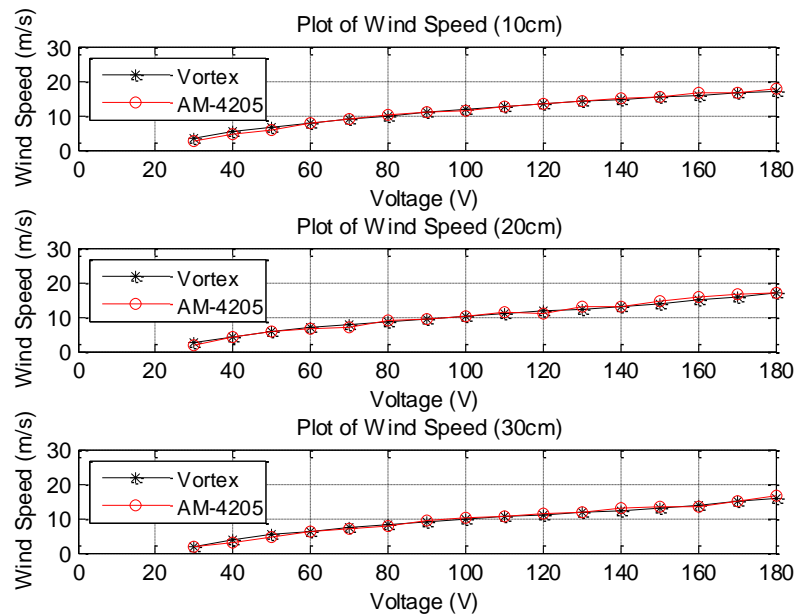 Plot of Wind Speed (10cm)
Wind Speed (m/s)
30
20
10
0
Vortex
AM-4205
0 20 40 60 80 100 120 140 160 180
Voltage (V)
Plot of Wind Speed (20cm)
Wind Speed (m/s)
30
20
10
0
Vortex
AM-4205
0 20 40 60 80 100 120 140 160 180
Voltage (V)
Plot of Wind Speed (30cm)
Wind Speed (m/s)
30
20
10
0
Vortex
AM-4205
0 20 40 60 80 100 120 140 160 180
Voltage (V)